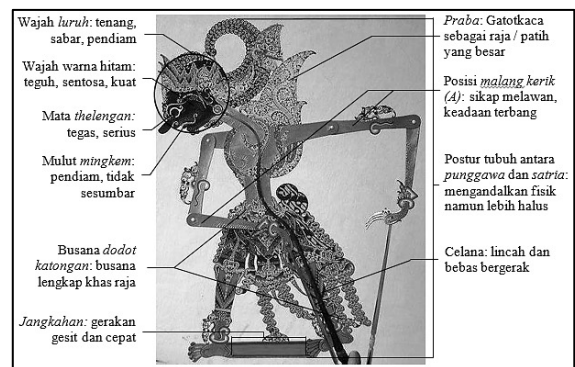 Wajah luruh: tenang,
sabar, pendiam
Wajah warna hitam:
teguh, sentosa, kuat
Mata thelengan:
tegas, serius
Mulut mingkem:
pendiam, tidak
sesumbar
Busana dodot
katongan: busana
lengkap khas raja
Jangkahan: gerakan
gesit dan cepat
Praba: Gatotkaca
sebagai raja / patih
yang besar
Posisi malang kerik
(A): sikap melawan,
keadaan terbang
Postur tubuh antara
punggawa dan satria:
mengandalkan fisik
namun lebih halus
Celana: lincah dan
bebas bergerak